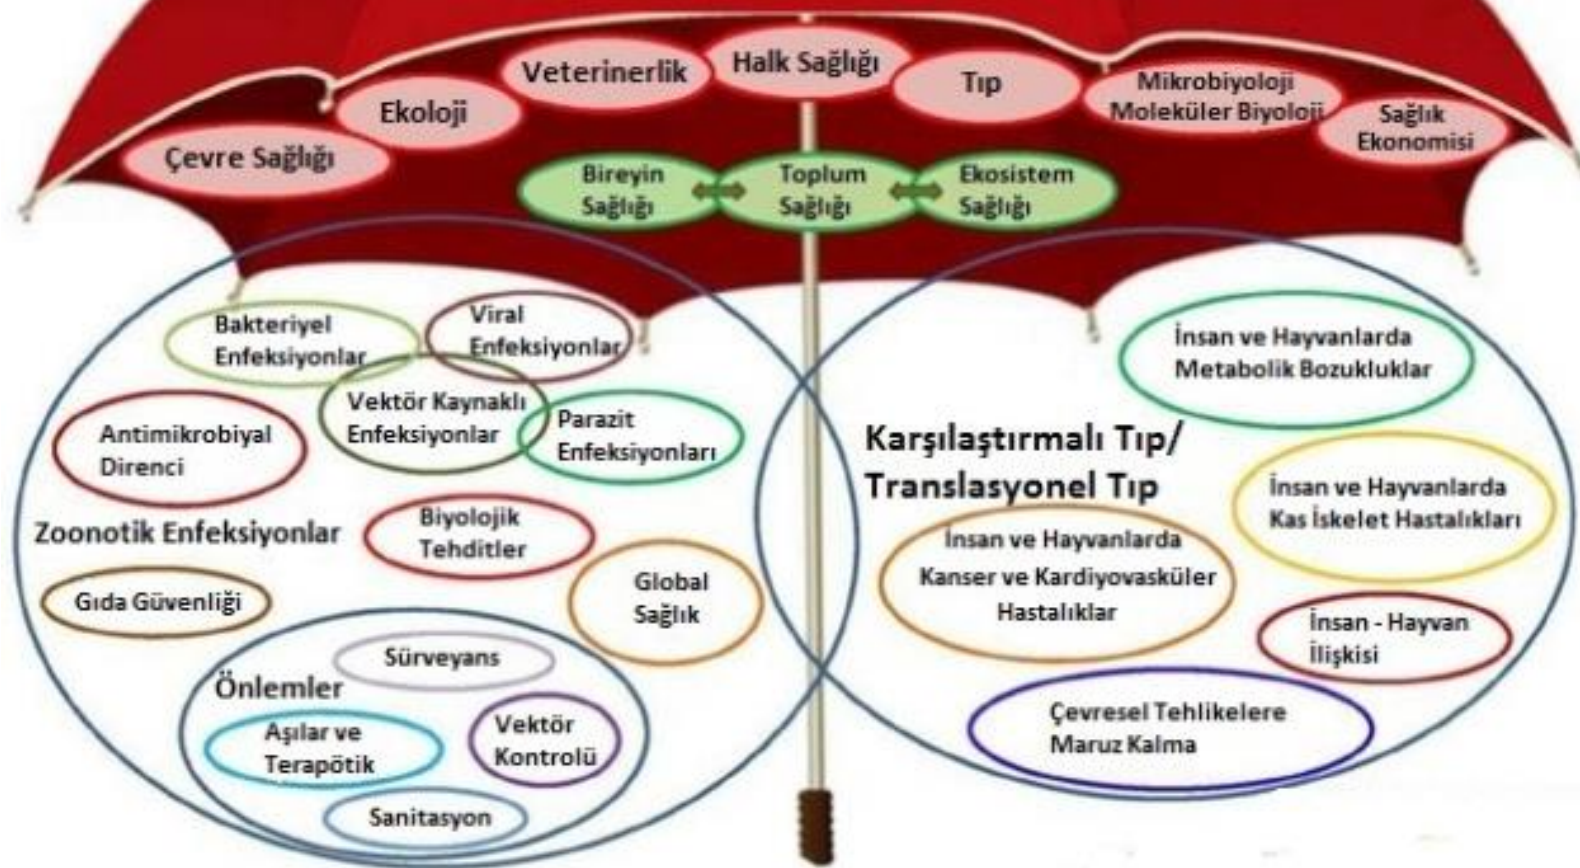 Çevre Sağlığı
Ekoloji
Veterinerlik
Halk Sağlığı
Tıp
Mikrobiyoloji
Moleküler Biyoloji
Sağlık
Ekonomisi
Bireyin
Sağlığı
Toplum
Sağlığı
Ekosistem
Sağlığı
Bakteriyel
Enfeksiyonlar
Viral
Enfeksiyonlar
Vektör Kaynaklı
Enfeksiyonlar
Parazit
Enfeksiyonları
Antimikrobiyal
Direnci
Zoonotik Enfeksiyonlar
Biyolojik
Tehditler
Gıda Güvenliği
Global
Sağlık
Önlemler
Sürveyans
Aşılar ve
Terapötik
Vektör
Kontrolü
Sanitasyon
İnsan ve Hayvanlarda
Metabolik Bozukluklar
Karşılaştırmalı Tıp/
Translasyonel Tıp
İnsan ve Hayvanlarda
Kas İskelet Hastalıkları
İnsan ve Hayvanlarda
Kanser ve Kardiyovasküler
Hastalıklar
İnsan - Hayvan
İlişkisi
Çevresel Tehlikelere
Maruz Kalma